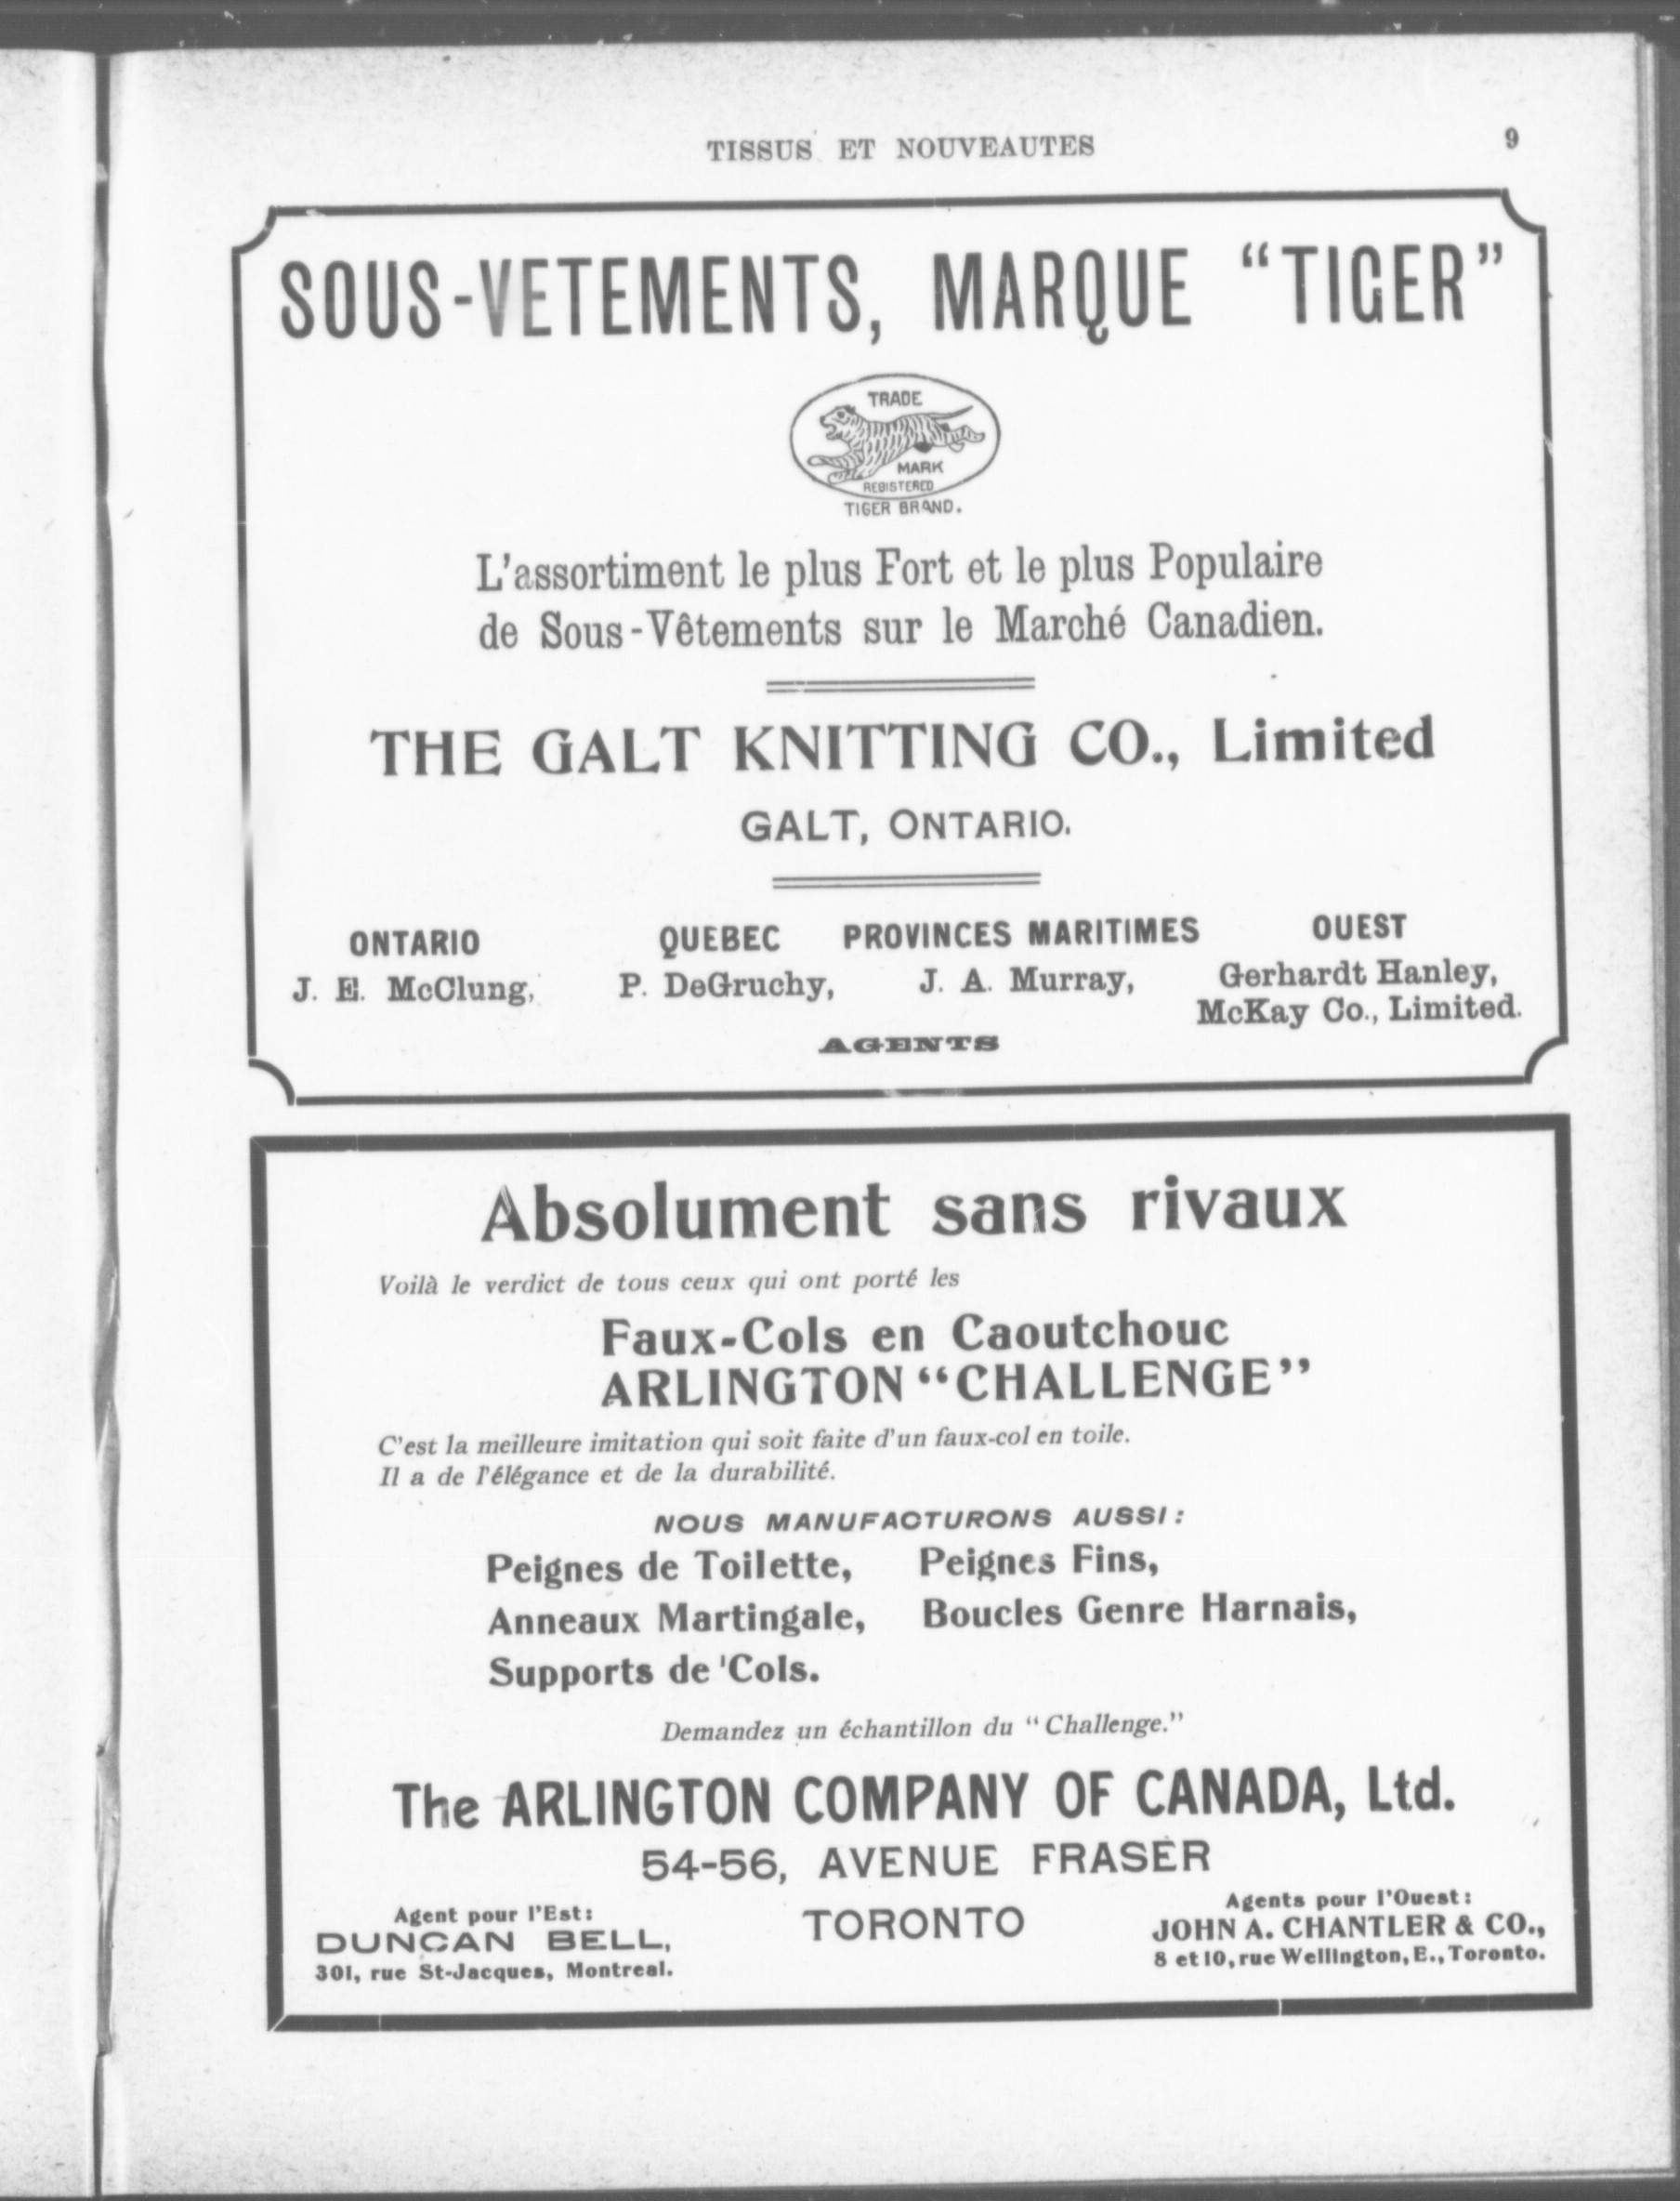 TISSUS ET NOUVEAUTES 9
SOUS-VETEMENTS, MARQUE "TIGER"
TRADE
MARK
REGISTERED
TIGER BRAND.
L'assortiment le plus Fort et le plus Populaire
de Sous-Vêtements sur le Marché Canadien.
THE GALT KNITTING CO., Limited
GALT, ONTARIO.
ONTARIO QUEBEC PROVINCES MARITIMES OUEST
J. E. McClung, P. DeGruchy, J. A. Murray, Gerhardt Hanley,
McKay Co., Limited.
AGENTS
Absolument sans rivaux
Voilà le verdict de tous ceux qui ont porté les
Faux-Cols en Caoutchouc
ARLINGTON "CHALLENGE"
C'est la meilleure imitation qui soit faite d'un faux-col en toile.
Il a de l'élégance et de la durabilité.
NOUS MANUFACTURONS AUSSI:
Peignes de Toilette, Peignes Fins,
Anneaux Martingale, Boucles Genre Harnais,
Supports de 'Cols.
Demandez un échantillon du "Challenge."
The ARLINGTON COMPANY OF CANADA, Ltd.
54-56, AVENUE FRASER
TORONTO
Agent pour l'Est:
DUNCAN BELL,
301, rue St-Jacques, Montreal.
Agents pour l'Ouest:
JOHN A. CHANTLER & CO.,
8 et 10, rue Wellington, E., Toronto.